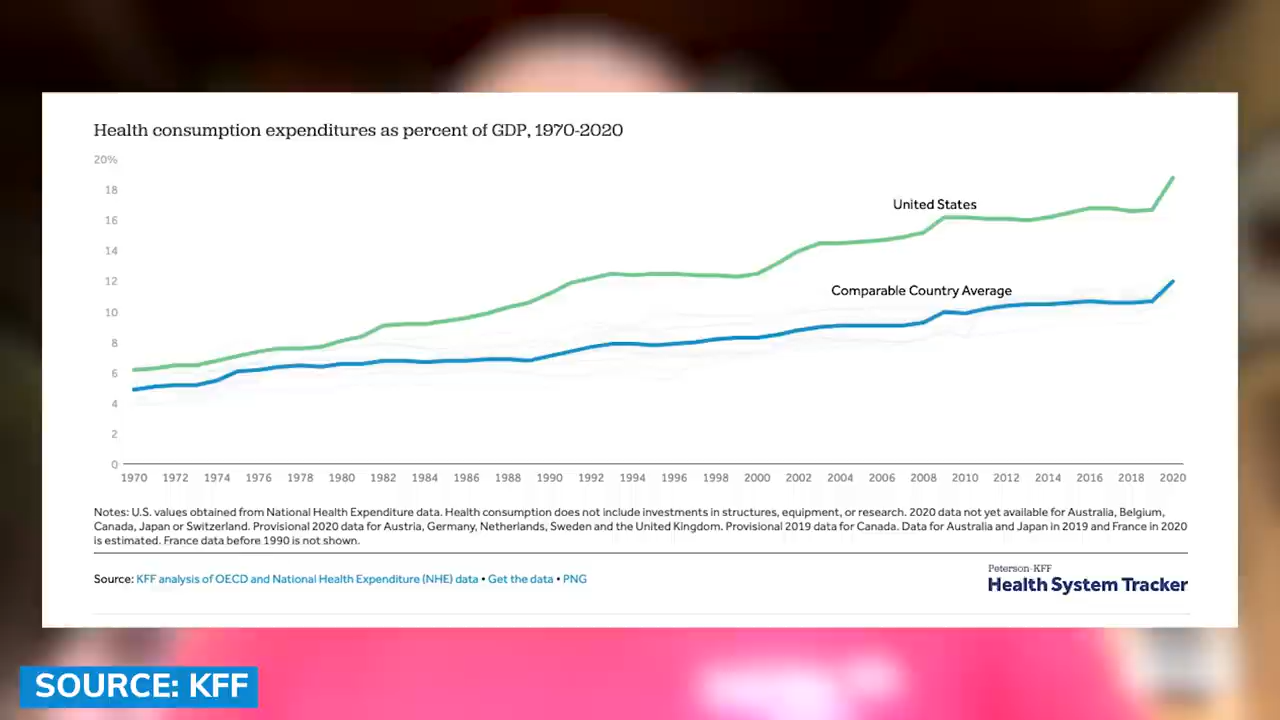 Health consumption expenditures as percent of GDP, 1970-2020
20%
18
16
14
12
10
8
6
4
2
0
United States
Comparable Country Average
1970 1972 1974 1976 1978 1980 1982 1984 1986 1988 1990 1992 1994 1996 1998 2000 2002 2004 2006 2008 2010 2012 2014 2016 2018 2020
Notes: U.S. values obtained from National Health Expenditure data. Health consumption does not include investments in structures, equipment, or research. 2020 data not yet available for Australia, Belgium,
Canada, Japan or Switzerland. Provisional 2020 data for Austria, Germany, Netherlands, Sweden and the United Kingdom. Provisional 2019 data for Canada. Data for Australia and Japan in 2019 and France in 2020
is estimated. France data before 1990 is not shown.
Source: KFF analysis of OECD and National Health Expenditure (NHE) data • Get the data • PNG
Peterson-KFF
Health System Tracker
SOURCE: KFF